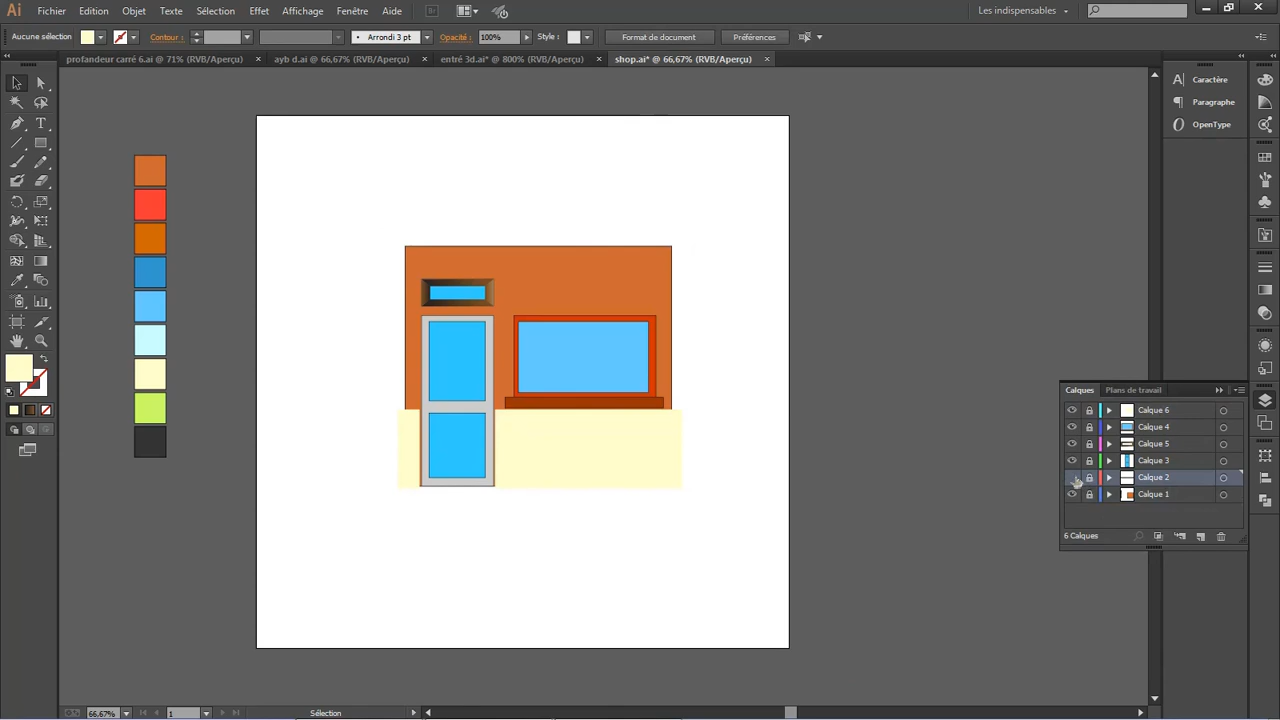 Ai Fichier Edition Objet Texte Sélection Effet Affichage Fenêtre Aide Br Les indispensables
Aucune sélection Contour : Arrondi 3 pt Opacité : 100% Style : Format de document Préférences
profandeur carré 6.ai @ 71% (RVB/Aperçu) × ayb d.ai @ 66,67% (RVB/Aperçu) × entré 3d.ai* @ 800% (RVB/Aperçu) × shop.ai* @ 66,67% (RVB/Aperçu) ×
Caractère
Paragraphe
OpenType
Calques Plans de travail
Calque 6
Calque 4
Calque 5
Calque 3
Calque 2
Calque 1
6 Calques
66,67% 1 Sélection